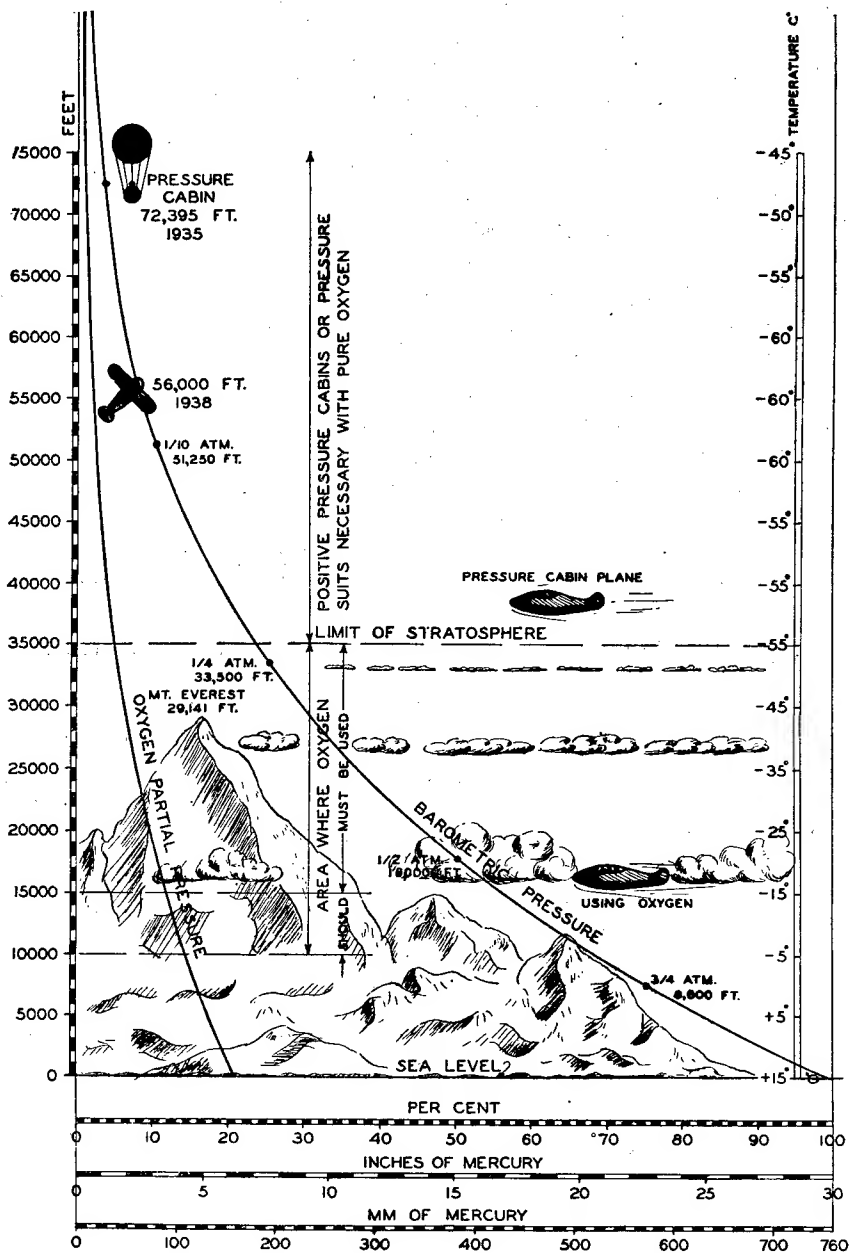 FEET
TEMPERATURE C°
75000
70000
65000
60000
55000
50000
45000
40000
35000
30000
25000
20000
15000
10000
5000
0
PRESSURE
CABIN
72,395 FT.
1935
56,000 FT.
1938
1/10 ATM.
51,250 FT.
POSITIVE PRESSURE CABINS OR PRESSURE
SUITS NECESSARY WITH PURE OXYGEN
PRESSURE CABIN PLANE
LIMIT OF STRATOSPHERE
1/4 ATM.
33,500 FT.
MT. EVEREST
29,141 FT.
OXYGEN PARTIAL PRESSURE
AREA WHERE OXYGEN
SHOULD MUST BE USED
BAROMETRIC PRESSURE
1/2 ATM.
18,000 FT.
USING OXYGEN
3/4 ATM.
FT.
SEA LEVEL
-45°
-50°
-55°
-55°
-60°
-60°
-55°
-55°
-55°
-45°
-35°
-25°
-15°
-5°
+5°
+15°
PER CENT
0 10 20 30 40 50 60 70 80 90 100
INCHES OF MERCURY
0 5 10 15 20 25 30
MM OF MERCURY
0 100 200 300 400 500 600 700 760